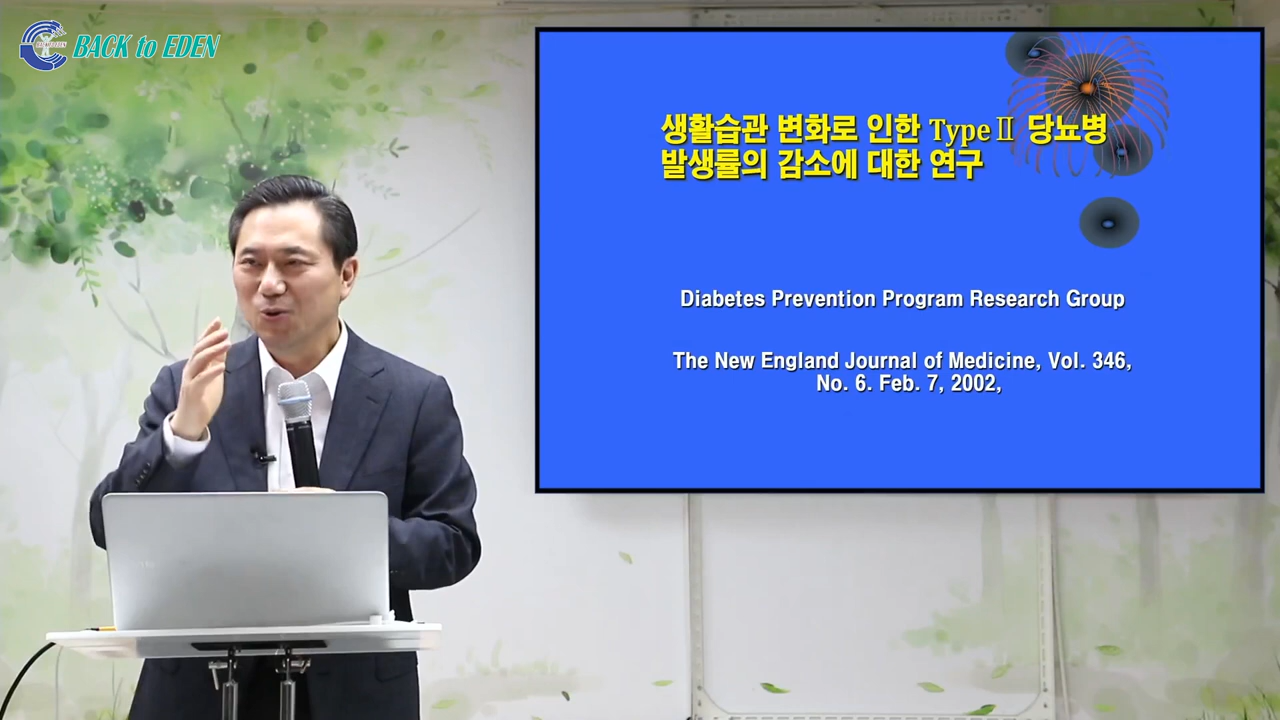 BACK to EDEN
생활습관 변화로 인한 Type Ⅱ 당뇨병
발생률의 감소에 대한 연구
Diabetes Prevention Program Research Group
The New England Journal of Medicine, Vol. 346,
No. 6. Feb. 7, 2002,